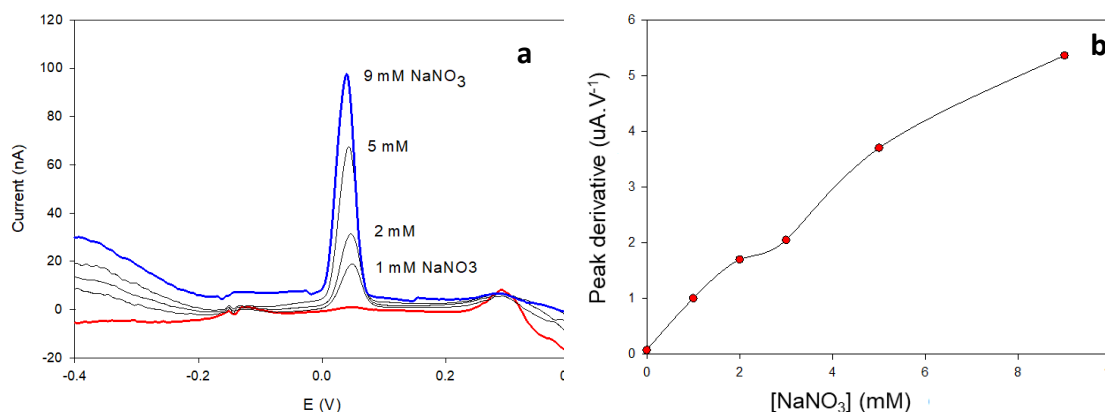 a
120
100
80
60
40
20
0
-20
Current (nA)
9 mM NaNO3
5 mM
2 mM
1 mM NaNO3
-0.4
-0.2
0.0
E (V)
b
6
5
4
3
2
1
0
Peak derivative (uA.V-1)
0
2
4
6
8
[NaNO3] (mM)